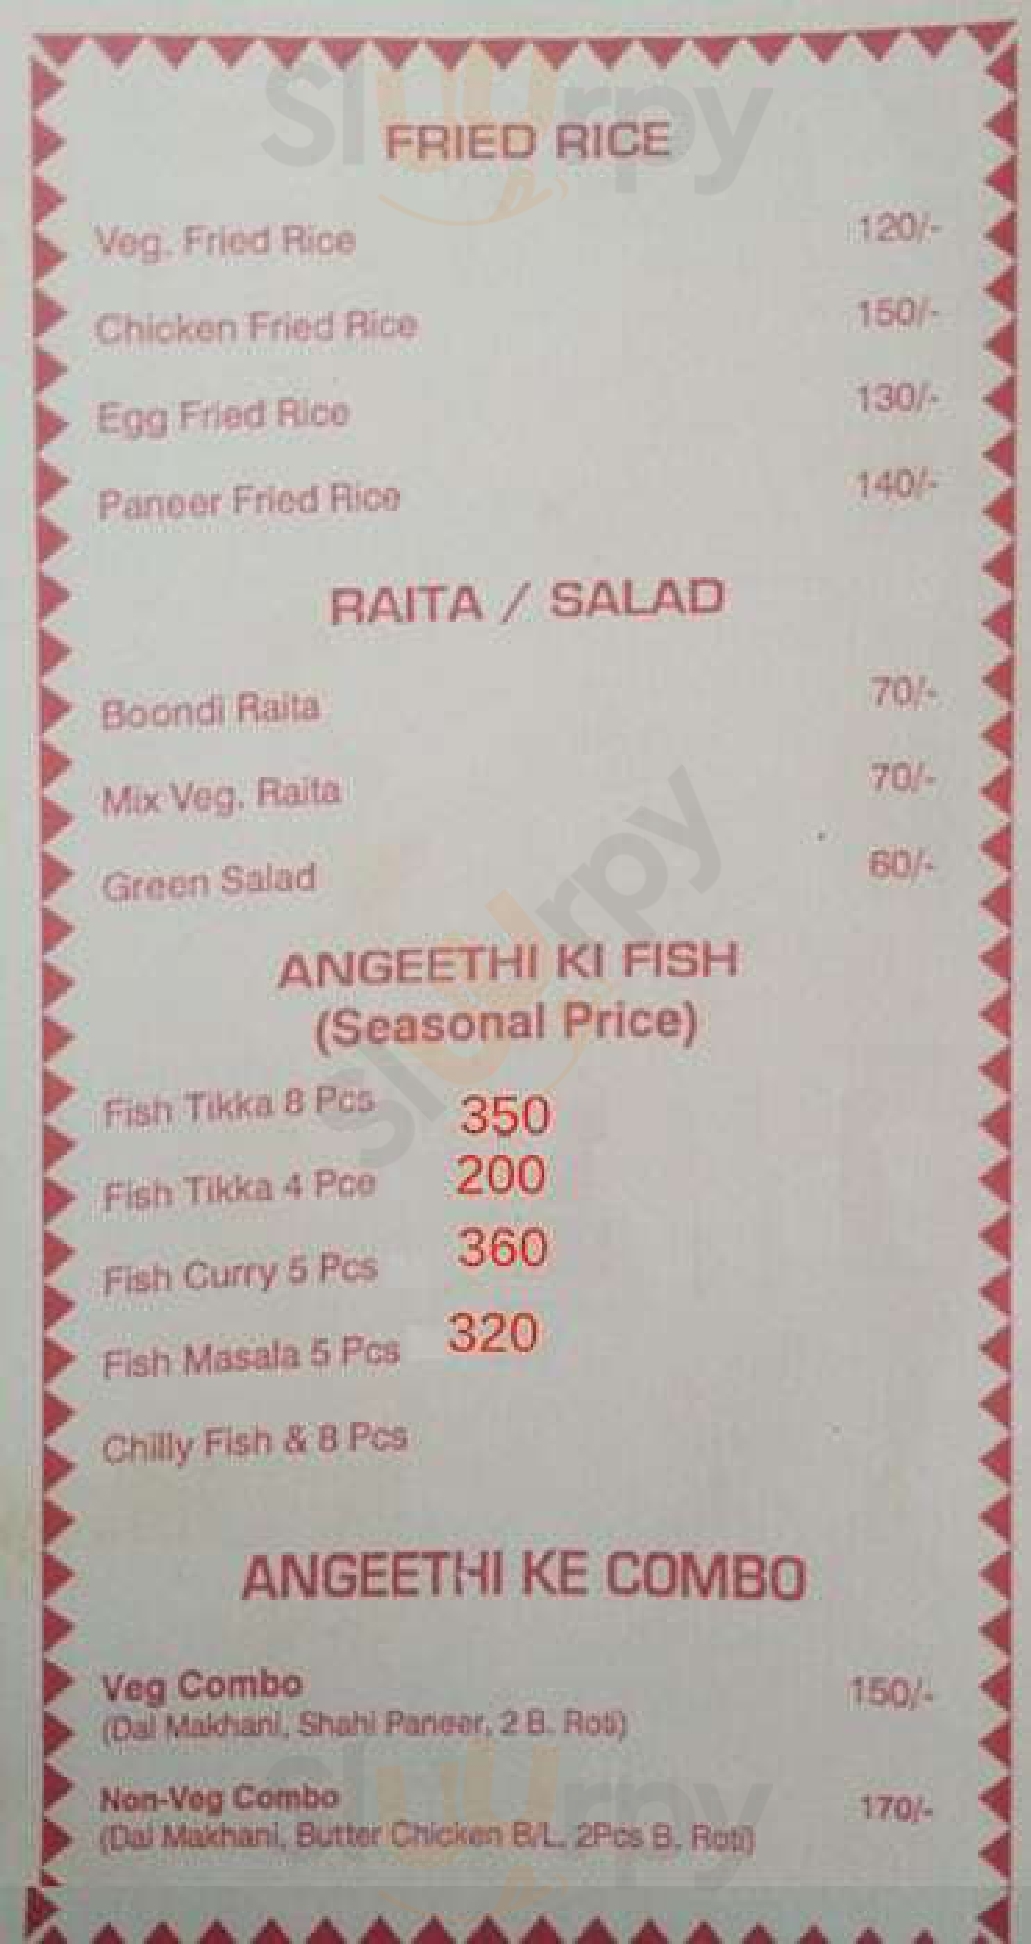 Slurpy
FRIED RICE
Veg. Fried Rice 120/-
Chicken Fried Rice 150/-
Egg Fried Rice 130/-
Paneer Fried Rice 140/-
RAITA / SALAD
Boondi Raita 70/-
Mix Veg. Raita 70/-
Green Salad 60/-
Slurpy
ANGEETHI KI FISH
(Seasonal Price)
Fish Tikka 8 Pcs 350
Fish Tikka 4 Pce 200
Fish Curry 5 Pcs 360
Fish Masala 5 Pcs 320
Chilly Fish & 8 Pcs
ANGEETHI KE COMBO
Veg Combo 150/-
(Dal Makhani, Shahi Paneer, 2 B. Roti)
Slurpy
Non-Veg Combo 170/-
(Dal Makhani, Butter Chicken B/L. 2Pcs B. Roti)